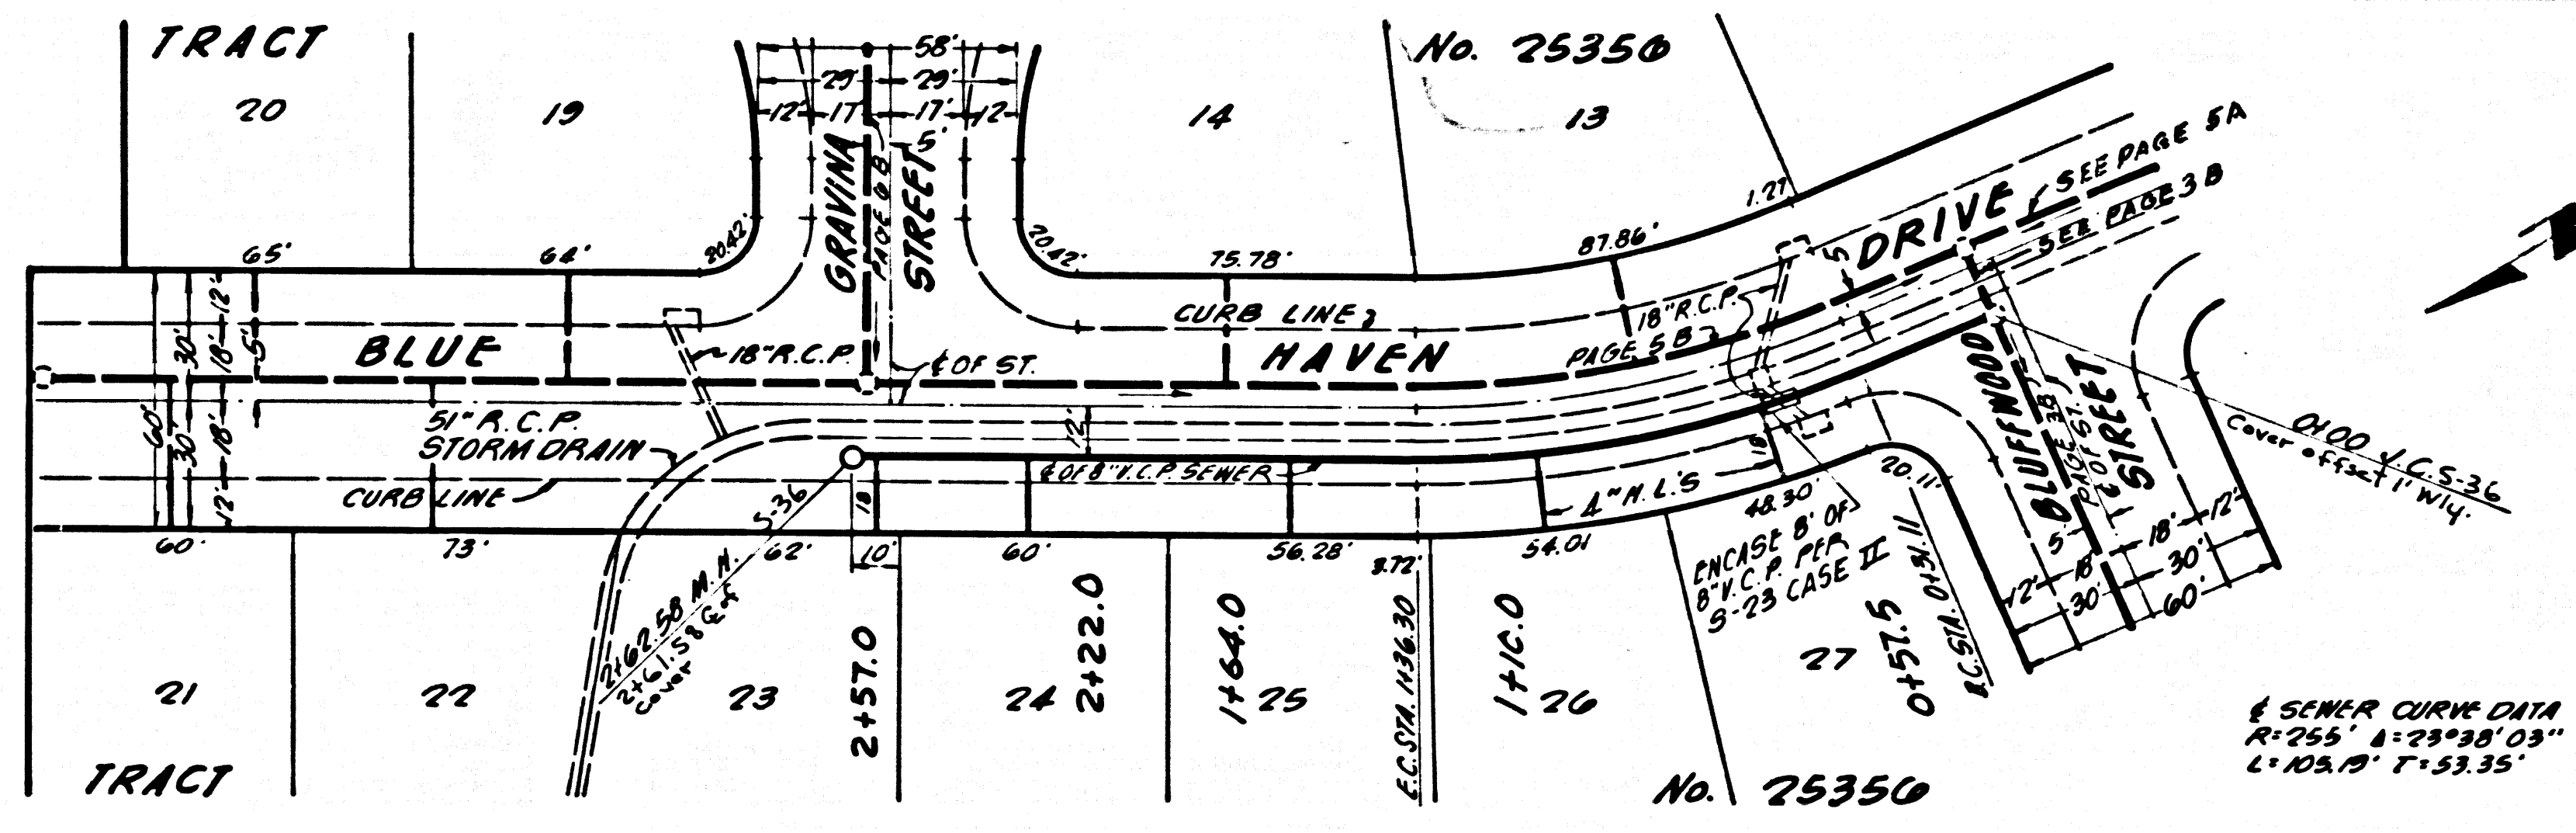 TRACT
No. 25356
20
19
14
13
58'
29' 29'
12' 17' 17' 12'
5'
GRAVINA
STREET
PAGE 6B
65'
64'
20.42'
20.42'
75.78'
87.86'
1.27
DRIVE
SEE PAGE 5A
SEE PAGE 3B
5'
CURB LINE
18" R.C.P.
PAGE 5B
BLUE
18" R.C.P.
℄ OF ST.
HAVEN
12'
18'
30'
5'
60'
30'
18'
12'
51" R.C.P.
STORM DRAIN
CURB LINE
12'
℄ OF 8" V.C.P. SEWER
4" H.L.'S
10
10
S-36
60'
73'
62'
10'
60'
56.28'
3.72'
54.01
48.30'
20.11'
ENCASE 8' OF
8" V.C.P. PER
S-23 CASE II
BLUFFWOOD
STREET
PAGE 3B
℄ OF ST.
0+00 Y.C.S-36
Cover offset 1' W'ly.
5' 18' 12'
12' 18' 30'
30' 60'
2+62.58 M.H.
2+61.58 ℄ of
Cover
2+57.0
2+22.0
1+64.0
E.C. STA. 1+36.30
1+10.0
0+57.5
B.C. STA. 0+31.11
21
22
23
24
25
26
27
TRACT
No. 25356
℄ SEWER CURVE DATA
R=255' Δ=23°38'03"
L=105.19' T=53.35'